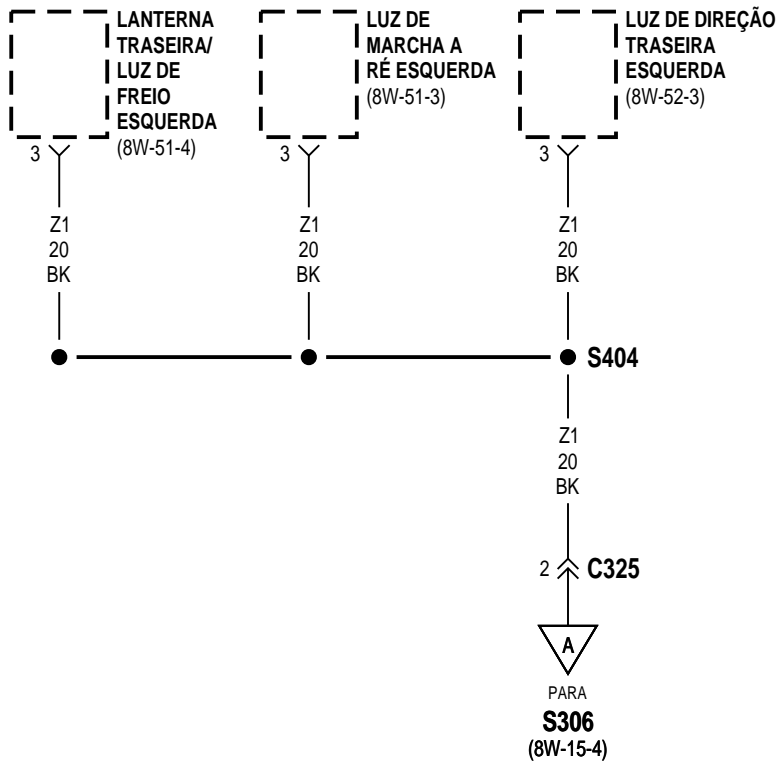 LANTERNA
TRASEIRA/
LUZ DE
FREIO
ESQUERDA
(8W-51-4)
LUZ DE
MARCHA A
RÉ ESQUERDA
(8W-51-3)
LUZ DE DIREÇÃO
TRASEIRA
ESQUERDA
(8W-52-3)
3
3
3
Z1
20
BK
Z1
20
BK
Z1
20
BK
S404
Z1
20
BK
2
C325
A
PARA
S306
(8W-15-4)